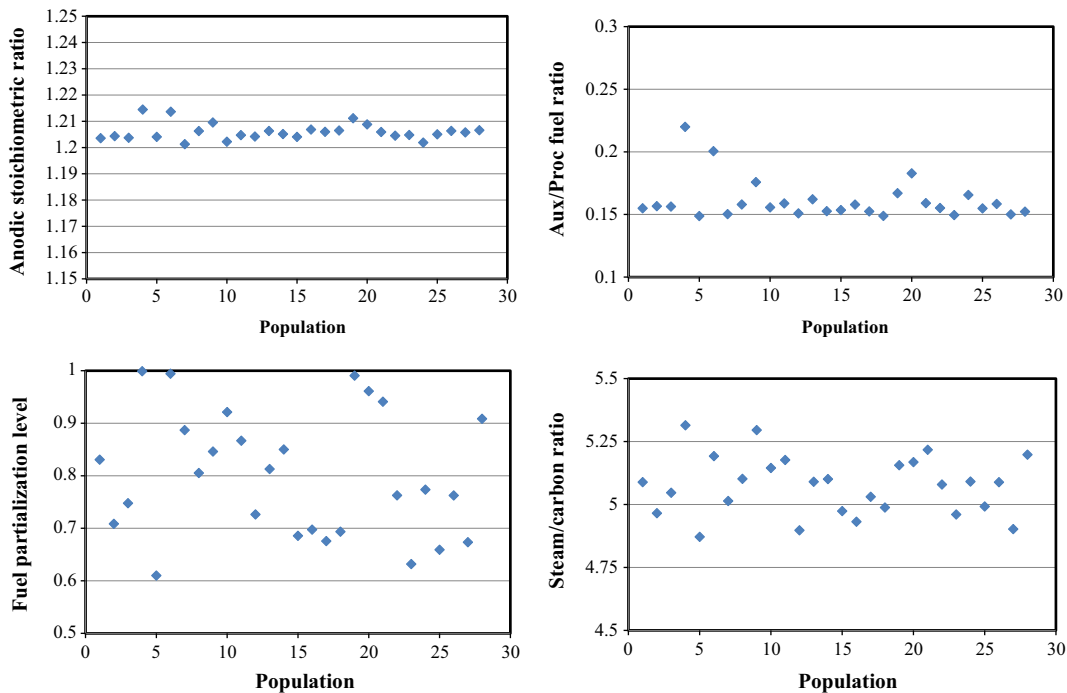 Anodic stoichiometric ratio
1.25
1.24
1.23
1.22
1.21
1.2
1.19
1.18
1.17
1.16
1.15
0 5 10 15 20 25 30
Population
Aux/Proc fuel ratio
0.3
0.25
0.2
0.15
0.1
0 5 10 15 20 25 30
Population
Fuel partialization level
1
0.9
0.8
0.7
0.6
0.5
0 5 10 15 20 25 30
Population
Steam/carbon ratio
5.5
5.25
5
4.75
4.5
0 5 10 15 20 25 30
Population